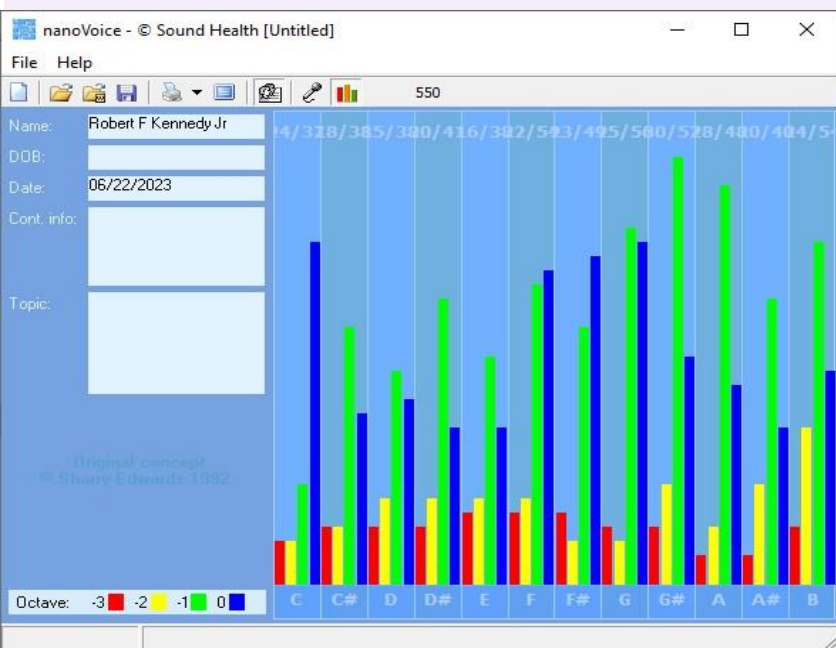 nanoVoice - © Sound Health [Untitled]
File Help
550
Name: Robert F Kennedy Jr
DOB:
Date: 06/22/2023
Cont. info:
Topic:
Original concept
© Sharry Edwards 1982
Octave: -3 -2 -1 0
C C# D D# E F F# G G# A A# B